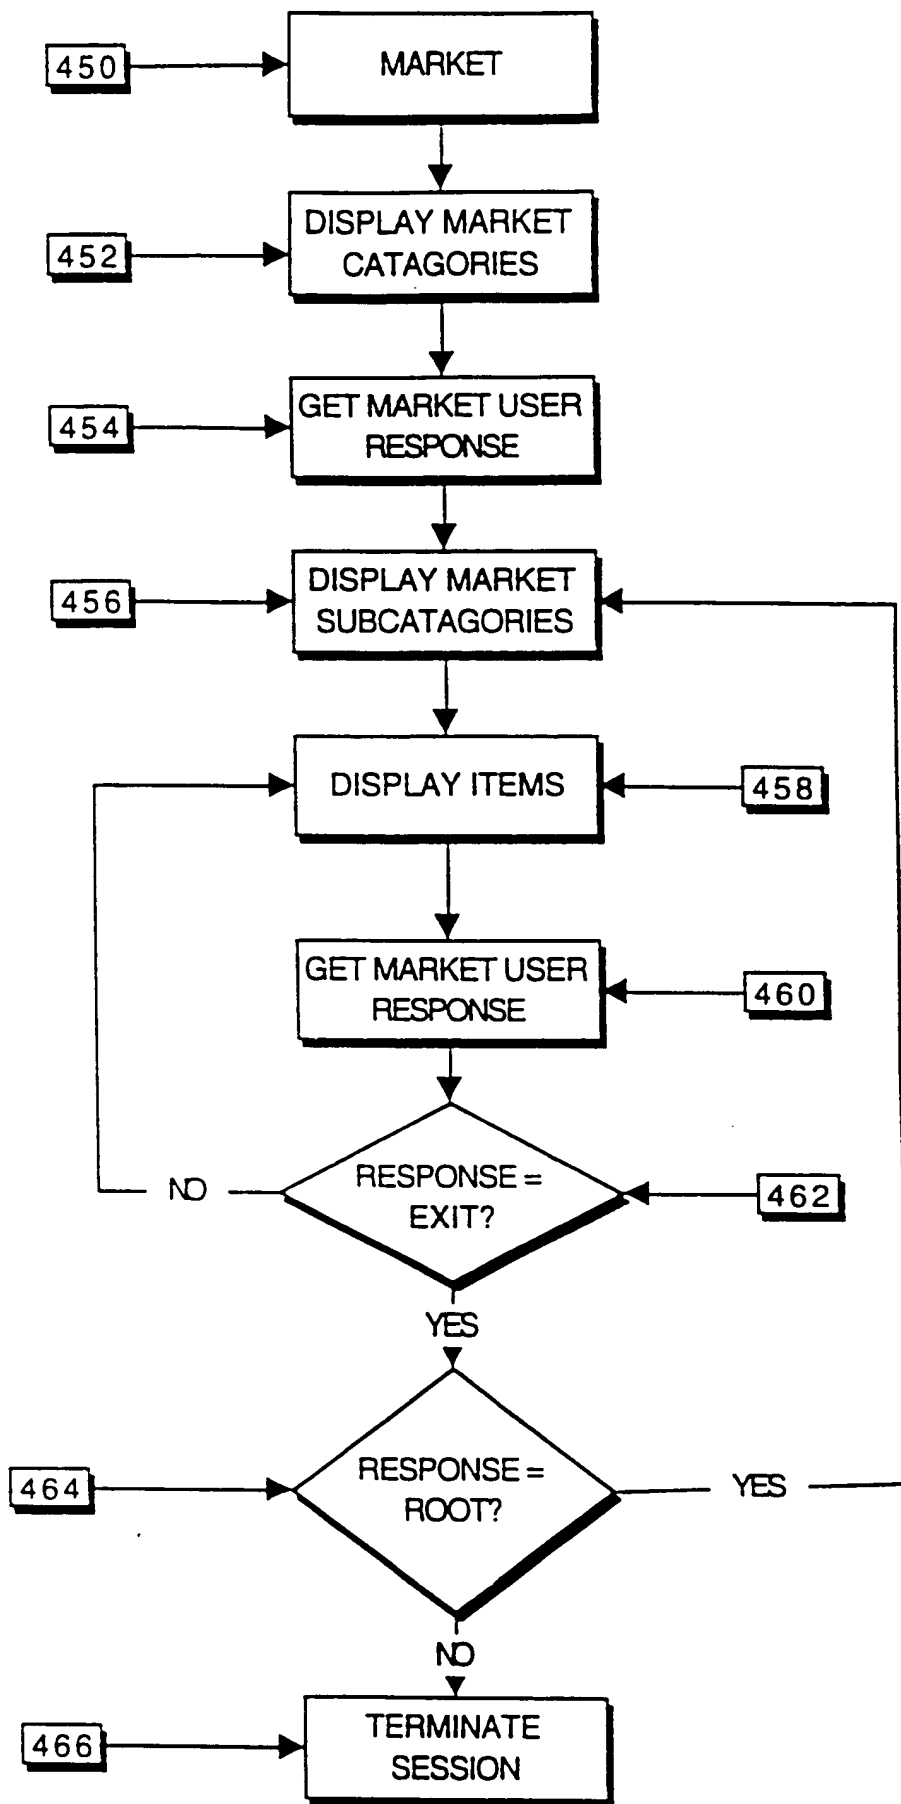 450
MARKET
452
DISPLAY MARKET
CATAGORIES
454
GET MARKET USER
RESPONSE
456
DISPLAY MARKET
SUBCATAGORIES
DISPLAY ITEMS
458
GET MARKET USER
RESPONSE
460
NO
RESPONSE =
EXIT?
462
YES
464
RESPONSE =
ROOT?
YES
NO
466
TERMINATE
SESSION